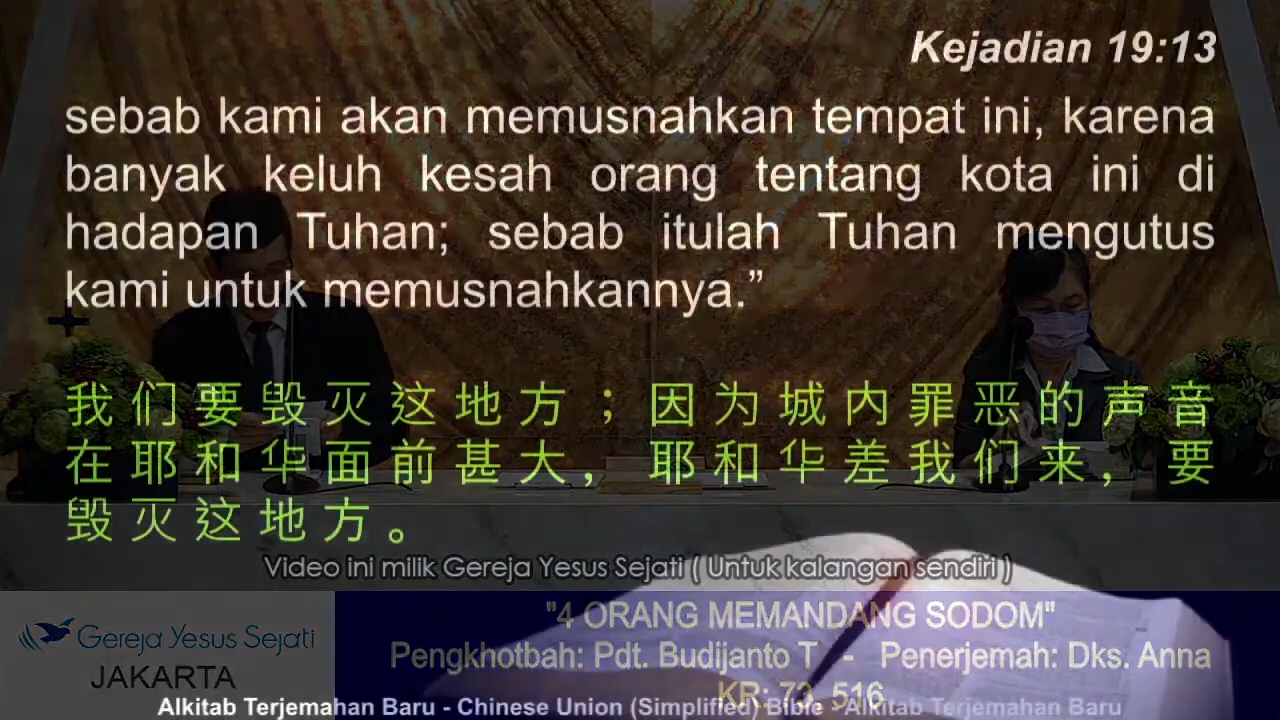 Kejadian 19:13
sebab kami akan memusnahkan tempat ini, karena
banyak keluh kesah orang tentang kota ini di
hadapan Tuhan; sebab itulah Tuhan mengutus
kami untuk memusnahkannya.”
我们要毁灭这地方；因为城内罪恶的声音
在耶和华面前甚大，耶和华差我们来，要
毁灭这地方。
Video ini milik Gereja Yesus Sejati ( Untuk kalangan sendiri )
Gereja Yesus Sejati
JAKARTA
"4 ORANG MEMANDANG SODOM"
Pengkhotbah: Pdt. Budijanto T - Penerjemah: Dks. Anna
KR: 73, 516
Alkitab Terjemahan Baru - Chinese Union (Simplified) Bible - Alkitab Terjemahan Baru